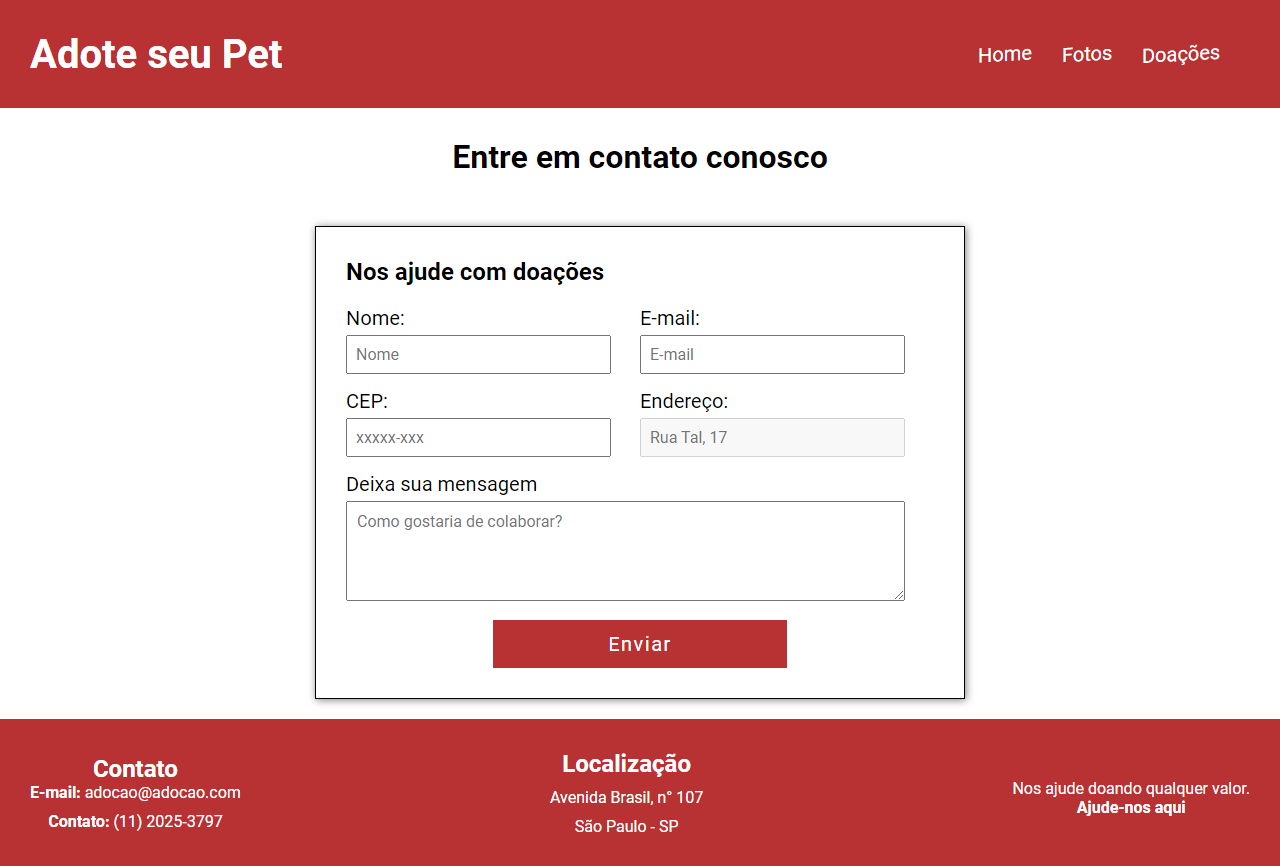 Adote seu Pet
Home Fotos Doações
Entre em contato conosco
Nos ajude com doações
Nome: E-mail:
Nome E-mail
CEP: Endereço:
xxxxx-xxx Rua Tal, 17
Deixa sua mensagem
Como gostaria de colaborar?
Enviar
Contato
E-mail: adocao@adocao.com
Contato: (11) 2025-3797
Localização
Avenida Brasil, n° 107
São Paulo - SP
Nos ajude doando qualquer valor.
Ajude-nos aqui